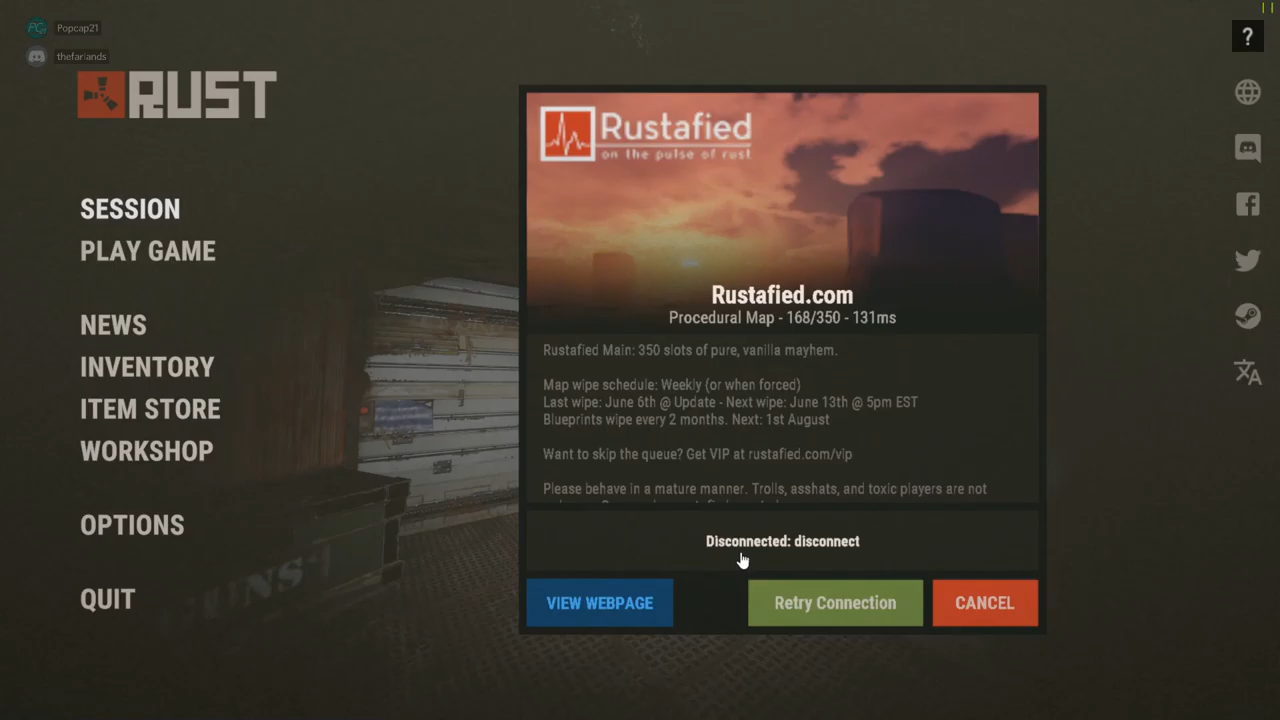 Popcap21
thefarlands
RUST
SESSION
PLAY GAME
NEWS
INVENTORY
ITEM STORE
WORKSHOP
OPTIONS
QUIT
GUNS
Rustafied
on the pulse of rust
Rustafied.com
Procedural Map - 168/350 - 131ms
Rustafied Main: 350 slots of pure, vanilla mayhem.
Map wipe schedule: Weekly (or when forced)
Last wipe: June 6th @ Update - Next wipe: June 13th @ 5pm EST
Blueprints wipe every 2 months. Next: 1st August
Want to skip the queue? Get VIP at rustafied.com/vip
Please behave in a mature manner. Trolls, asshats, and toxic players are not
Disconnected: disconnect
VIEW WEBPAGE
Retry Connection
CANCEL
?